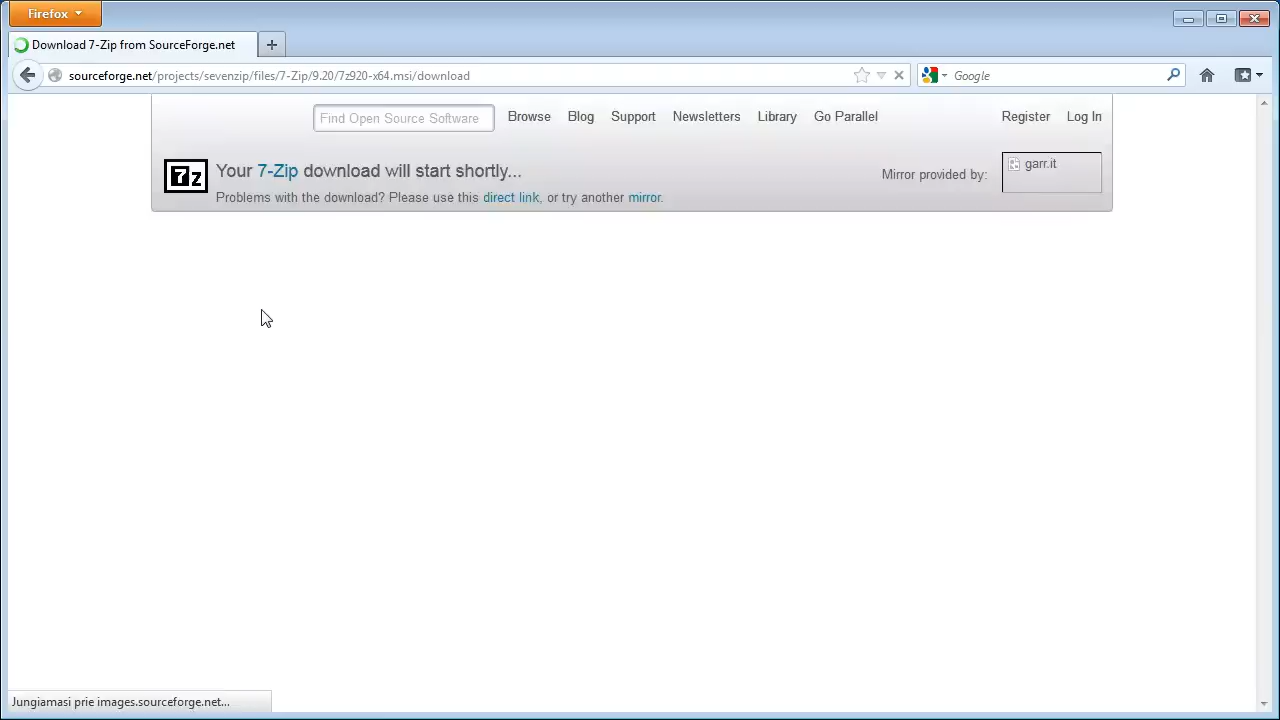 Firefox
Download 7-Zip from SourceForge.net
sourceforge.net/projects/sevenzip/files/7-Zip/9.20/7z920-x64.msi/download
Google
Find Open Source Software Browse Blog Support Newsletters Library Go Parallel Register Log In
7z Your 7-Zip download will start shortly...
Mirror provided by: garr.it
Problems with the download? Please use this direct link, or try another mirror.
Jungiamasi prie images.sourceforge.net...